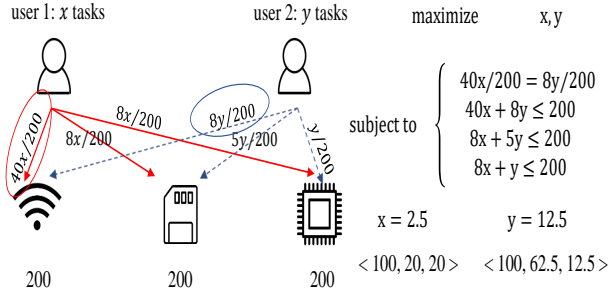 user 1: x tasks
user 2: y tasks
maximize x, y
40x/200
8x/200
8x/200
8y/200
5y/200
y/200
subject to
40x/200 = 8y/200
40x + 8y ≤ 200
8x + 5y ≤ 200
8x + y ≤ 200
x = 2.5 y = 12.5
200 200 200
< 100, 20, 20 > < 100, 62.5, 12.5 >